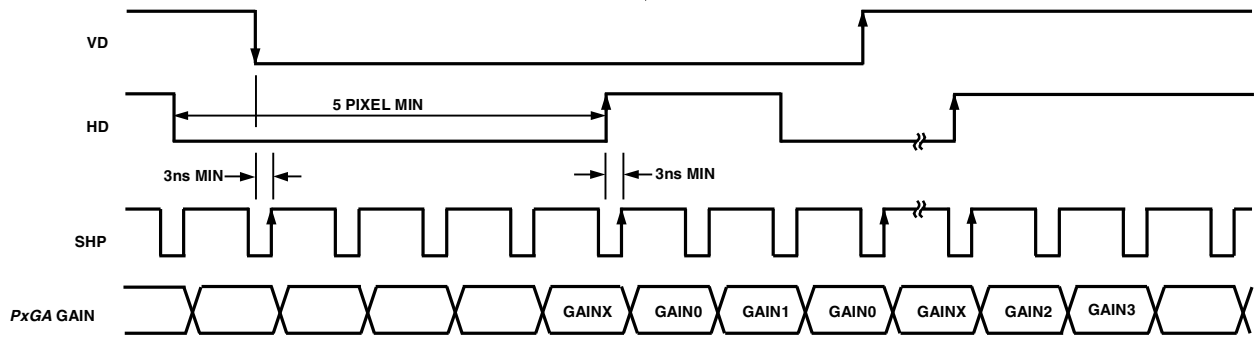 VD
HD
5 PIXEL MIN
3ns MIN
3ns MIN
SHP
PxGA GAIN
GAINX
GAIN0
GAIN1
GAIN0
GAINX
GAIN2
GAIN3